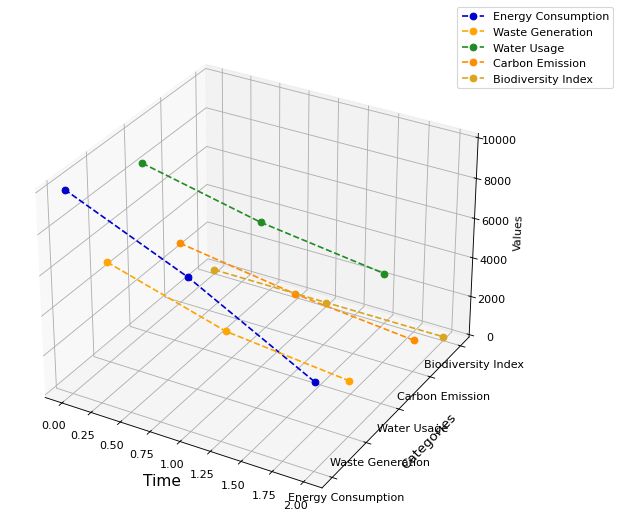 Energy Consumption
Waste Generation
Water Usage
Carbon Emission
Biodiversity Index
10000
8000
6000
4000
2000
0
Values
Biodiversity Index
Carbon Emission
Water Usage
Waste Generation
Energy Consumption
Categories
0.00
0.25
0.50
0.75
1.00
1.25
1.50
1.75
2.00
Time